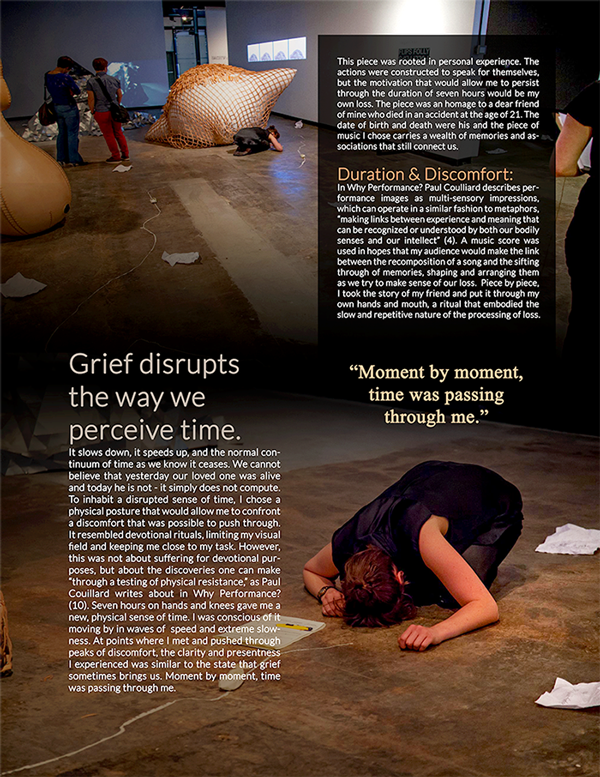 This piece was rooted in personal experience. The
actions were constructed to speak for themselves,
but the motivation that would allow me to persist
through the duration of seven hours would be my
own loss. The piece was an homage to a dear friend
of mine who died in an accident at the age of 21. The
date of birth and death were his and the piece of
music I chose carries a wealth of memories and as-
sociations that still connect us.
Duration & Discomfort:
In Why Performance? Paul Coulliard describes per-
formance images as multi-sensory impressions,
which can operate in a similar fashion to metaphors,
“making links between experience and meaning that
can be recognized or understood by both our bodily
senses and our intellect” (4). A music score was
used in hopes that my audience would make the link
between the recomposition of a song and the sifting
through of memories, shaping and arranging them
as we try to make sense of our loss. Piece by piece,
I took the story of my friend and put it through my
own hands and mouth, a ritual that embodied the
slow and repetitive nature of the processing of loss.
Grief disrupts
the way we
perceive time.
It slows down, it speeds up, and the normal con-
tinuum of time as we know it ceases. We cannot
believe that yesterday our loved one was alive
and today he is not - it simply does not compute.
To inhabit a disrupted sense of time, I chose a
physical posture that would allow me to confront
a discomfort that was possible to push through.
It resembled devotional rituals, limiting my visual
field and keeping me close to my task. However,
this was not about suffering for devotional pur-
poses, but about the discoveries one can make
“through a testing of physical resistance,” as Paul
Couillard writes about in Why Performance?
(10). Seven hours on hands and knees gave me a
new, physical sense of time. I was conscious of it
moving by in waves of speed and extreme slow-
ness. At points where I met and pushed through
peaks of discomfort, the clarity and presentness
I experienced was similar to the state that grief
sometimes brings us. Moment by moment, time
was passing through me.
“Moment by moment,
time was passing
through me.”